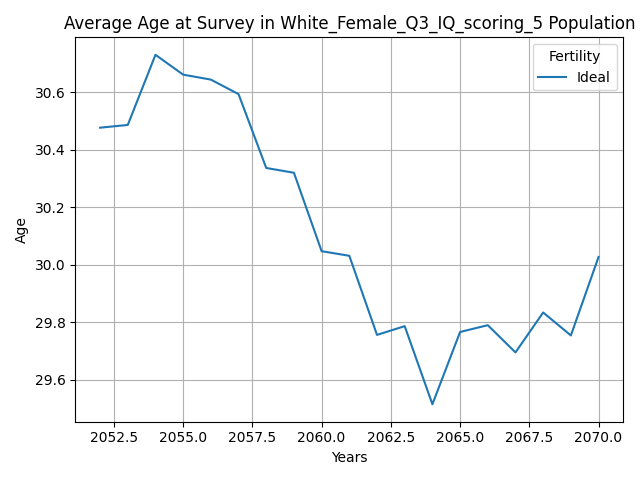 Average Age at Survey in White_Female_Q3_IQ_scoring_5 Population
Fertility
Ideal
30.6
30.4
30.2
30.0
29.8
29.6
Age
2052.5 2055.0 2057.5 2060.0 2062.5 2065.0 2067.5 2070.0
Years